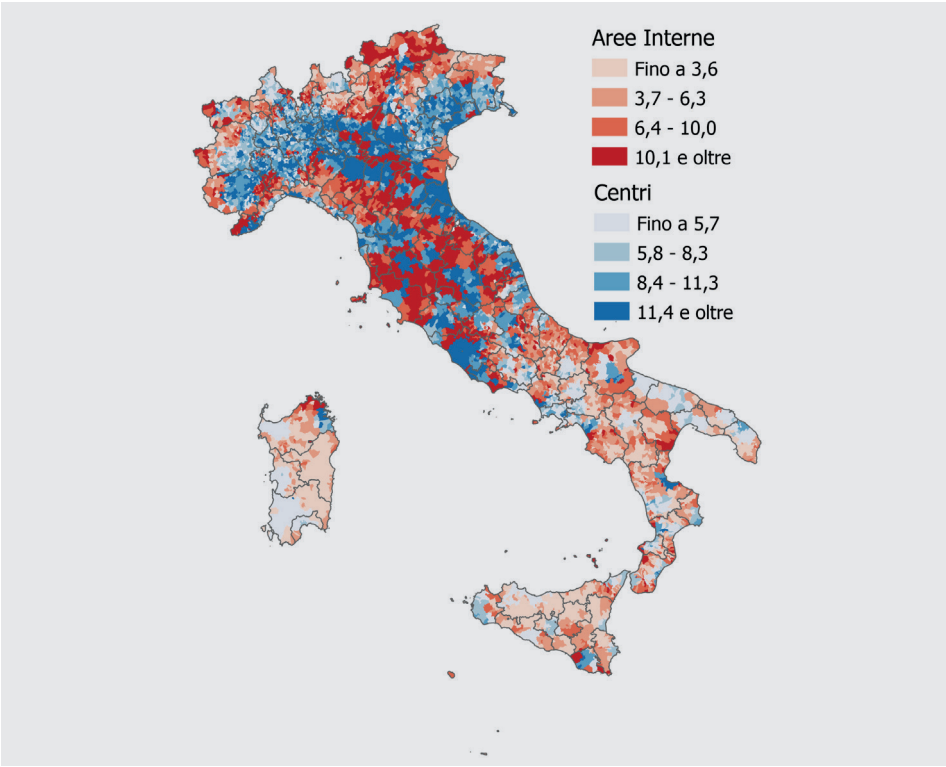 Aree Interne
Fino a 3,6
3,7 - 6,3
6,4 - 10,0
10,1 e oltre
Centri
Fino a 5,7
5,8 - 8,3
8,4 - 11,3
11,4 e oltre